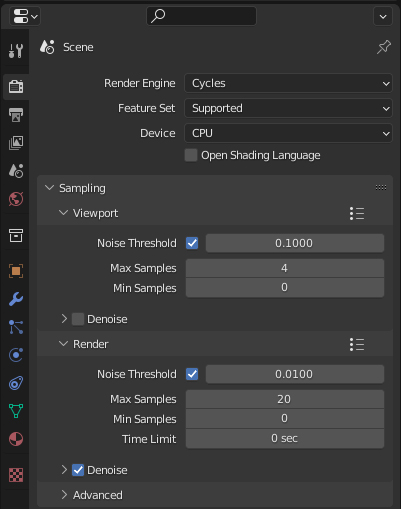 Scene
Render Engine Cycles
Feature Set Supported
Device CPU
Open Shading Language
Sampling
Viewport
Noise Threshold 0.1000
Max Samples 4
Min Samples 0
Denoise
Render
Noise Threshold 0.0100
Max Samples 20
Min Samples 0
Time Limit 0 sec
Denoise
Advanced